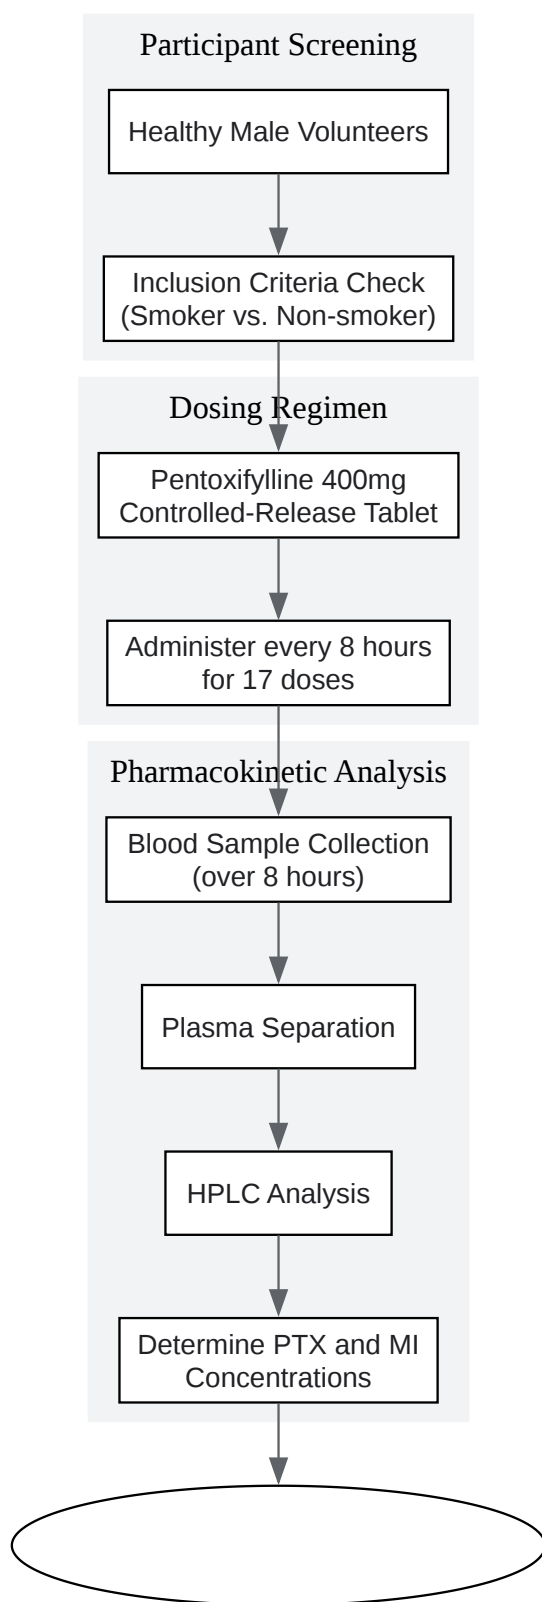 Participant Screening
Healthy Male Volunteers
Inclusion Criteria Check
(Smoker vs. Non-smoker)
Dosing Regimen
Pentoxifylline 400mg
Controlled-Release Tablet
Administer every 8 hours
for 17 doses
Pharmacokinetic Analysis
Blood Sample Collection
(over 8 hours)
Plasma Separation
HPLC Analysis
Determine PTX and MI
Concentrations